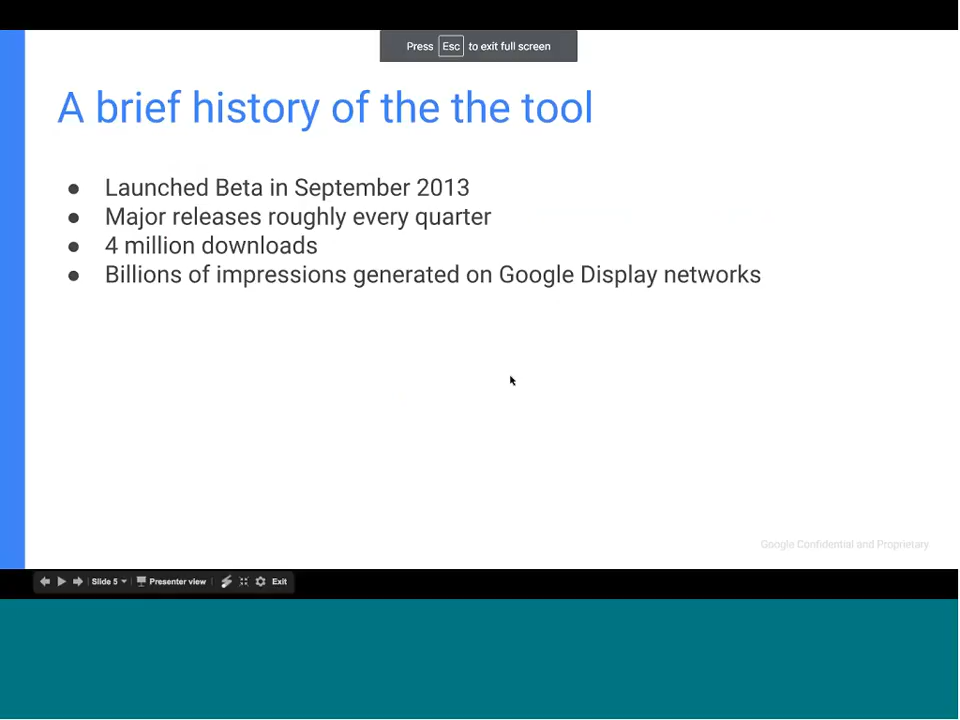 Press Esc to exit full screen
A brief history of the the tool
● Launched Beta in September 2013
● Major releases roughly every quarter
● 4 million downloads
● Billions of impressions generated on Google Display networks
Google Confidential and Proprietary
Slide 5 Presenter view Exit